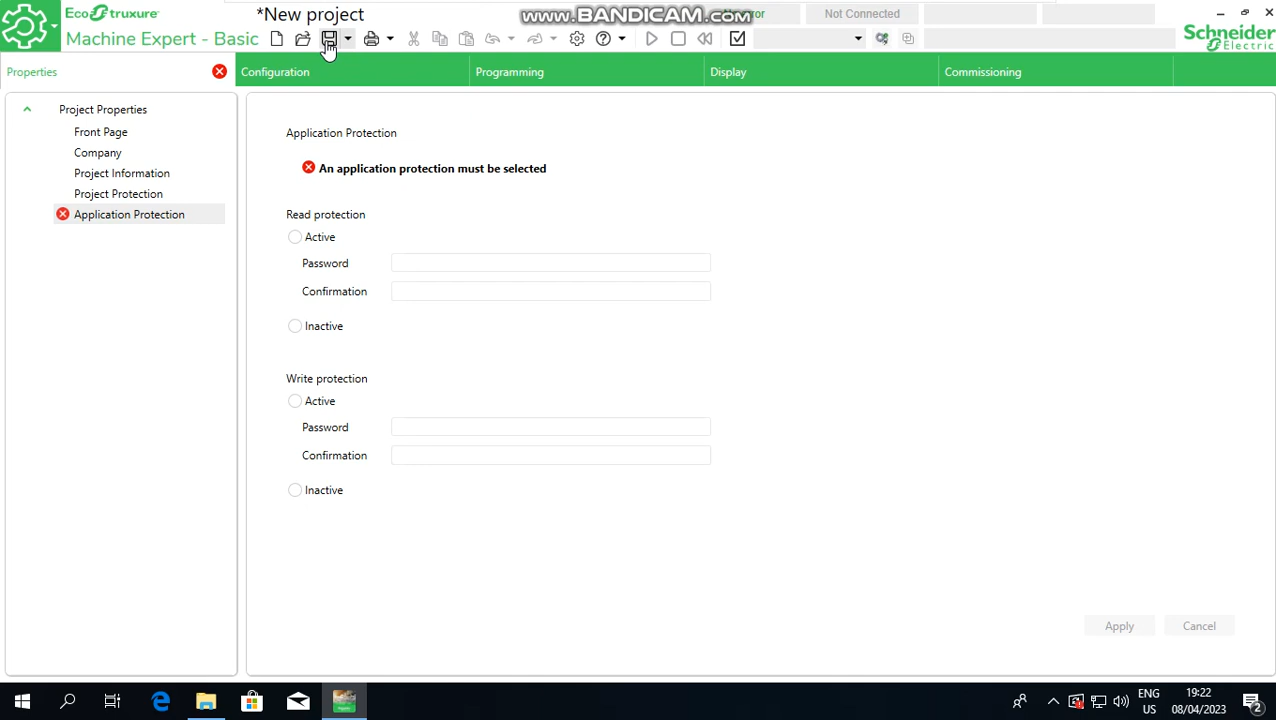 EcoStruxure
*New project
www.BANDICAM.com
Not Connected
Machine Expert - Basic
Schneider
Electric
Properties
Configuration
Programming
Display
Commissioning
Project Properties
Front Page
Company
Project Information
Project Protection
Application Protection
Application Protection
An application protection must be selected
Read protection
Active
Password
Confirmation
Inactive
Write protection
Active
Password
Confirmation
Inactive
Apply
Cancel
ENG
US
19:22
08/04/2023
2